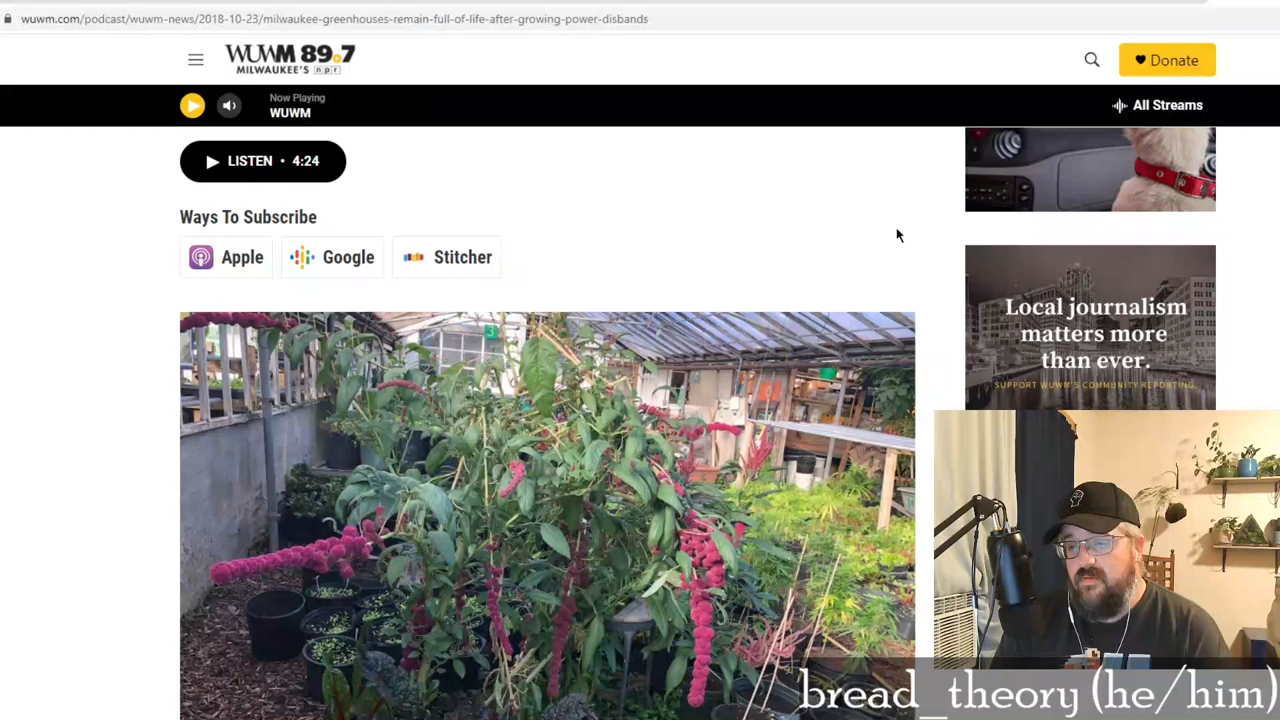 wuwm.com/podcast/wuwm-news/2018-10-23/milwaukee-greenhouses-remain-full-of-life-after-growing-power-disbands
WUWM 89.7
MILWAUKEE'S npr
Donate
Now Playing
WUWM
All Streams
LISTEN • 4:24
Ways To Subscribe
Apple
Google
Stitcher
3
Local journalism
matters more
than ever.
SUPPORT WUWM'S COMMUNITY REPORTING.
bread_theory (he/him)